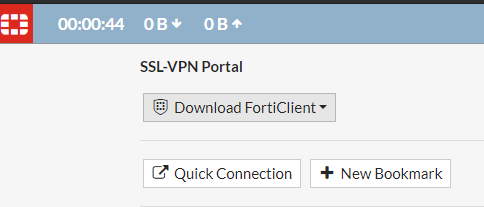 00:00:44 0 B 0 B
SSL-VPN Portal
Download FortiClient
Quick Connection New Bookmark